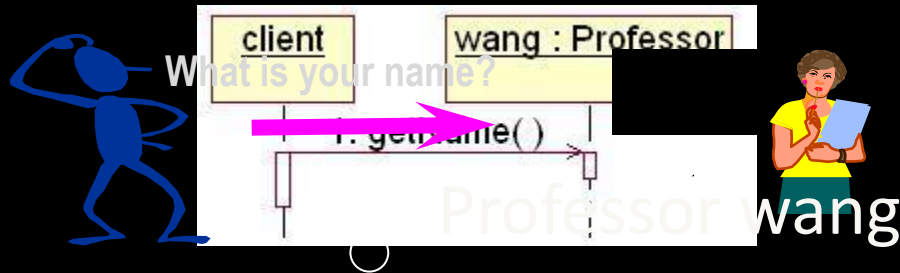 client
wang : Professor
What is your name?
1: getName()
Professor wang